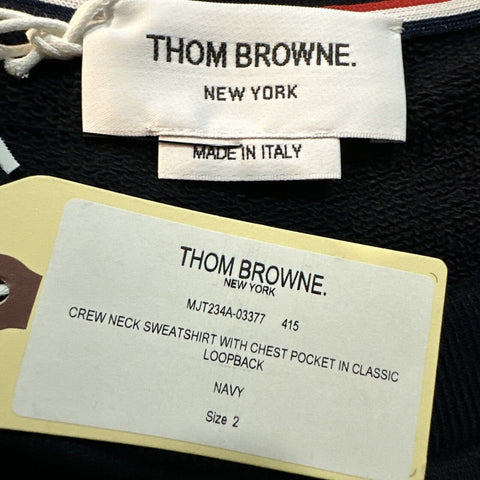 THOM BROWNE.
NEW YORK
MADE IN ITALY
THOM BROWNE.
NEW YORK
MJT234A-03377 415
CREW NECK SWEATSHIRT WITH CHEST POCKET IN CLASSIC
LOOPBACK
NAVY
Size 2